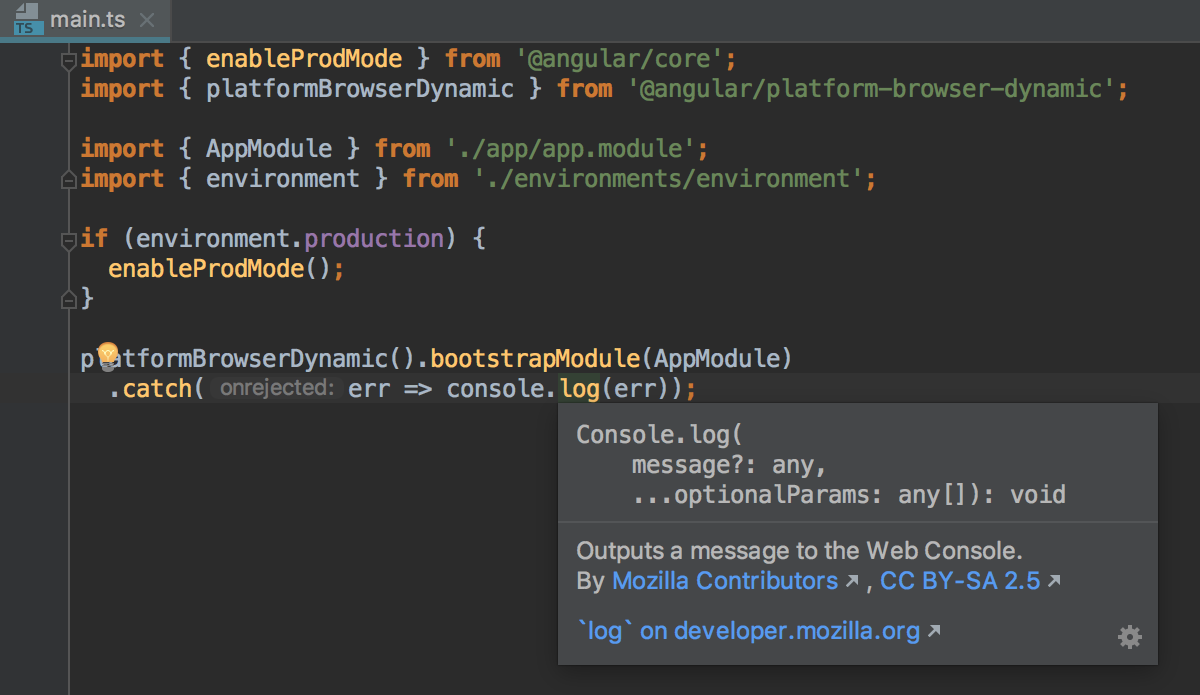 main.ts
TS
import { enableProdMode } from '@angular/core';
import { platformBrowserDynamic } from '@angular/platform-browser-dynamic';
import { AppModule } from './app/app.module';
import { environment } from './environments/environment';
if (environment.production) {
enableProdMode();
}
platformBrowserDynamic().bootstrapModule(AppModule)
.catch( onrejected: err => console.log(err));
Console.log(
message?: any,
...optionalParams: any[]): void
Outputs a message to the Web Console.
By Mozilla Contributors↗, CC BY-SA 2.5↗
`log` on developer.mozilla.org↗